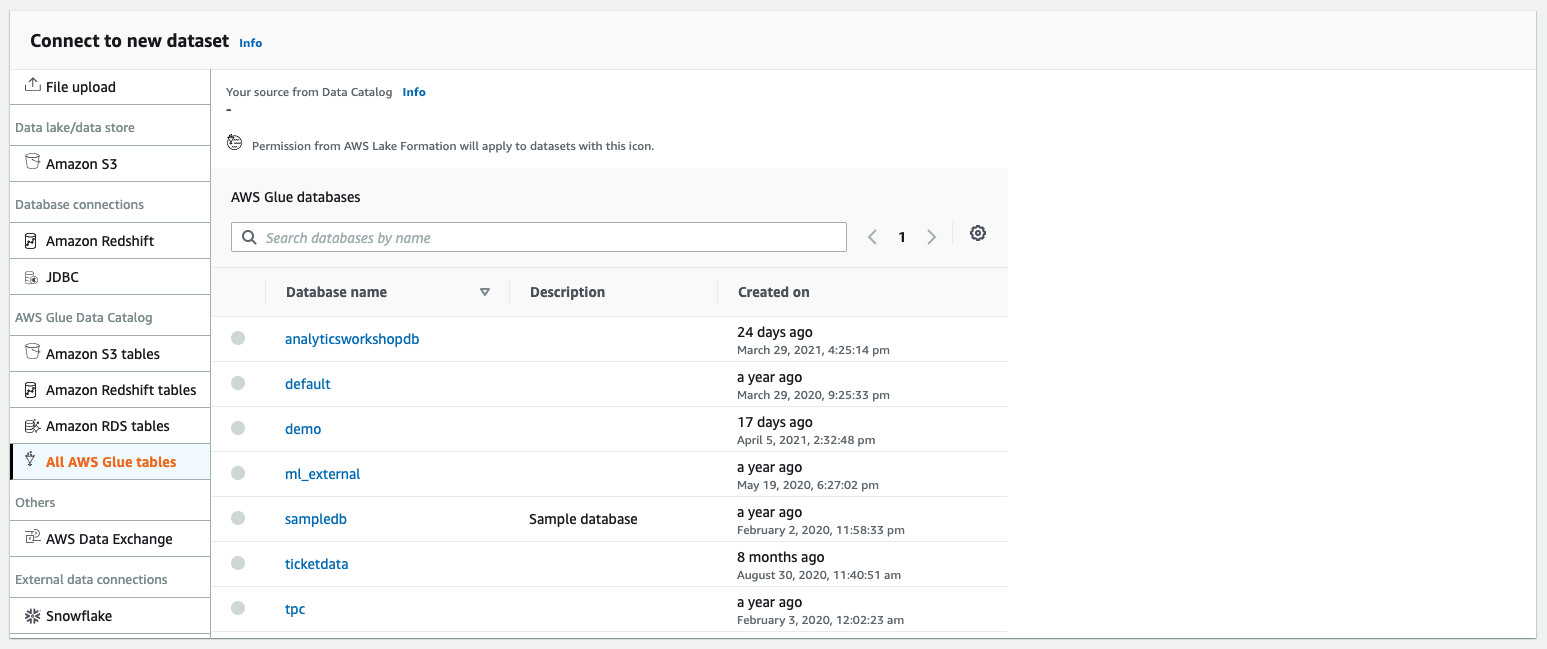 Connect to new dataset Info
File upload
Data lake/data store
Amazon S3
Database connections
Amazon Redshift
JDBC
AWS Glue Data Catalog
Amazon S3 tables
Amazon Redshift tables
Amazon RDS tables
All AWS Glue tables
Others
AWS Data Exchange
External data connections
Snowflake
Your source from Data Catalog Info
-
Permission from AWS Lake Formation will apply to datasets with this icon.
AWS Glue databases
Search databases by name
1
Database name Description Created on
analyticsworkshopdb 24 days ago
March 29, 2021, 4:25:14 pm
default a year ago
March 29, 2020, 9:25:33 pm
demo 17 days ago
April 5, 2021, 2:32:48 pm
ml_external a year ago
May 19, 2020, 6:27:02 pm
sampledb Sample database a year ago
February 2, 2020, 11:58:33 pm
ticketdata 8 months ago
August 30, 2020, 11:40:51 am
tpc a year ago
February 3, 2020, 12:02:23 am